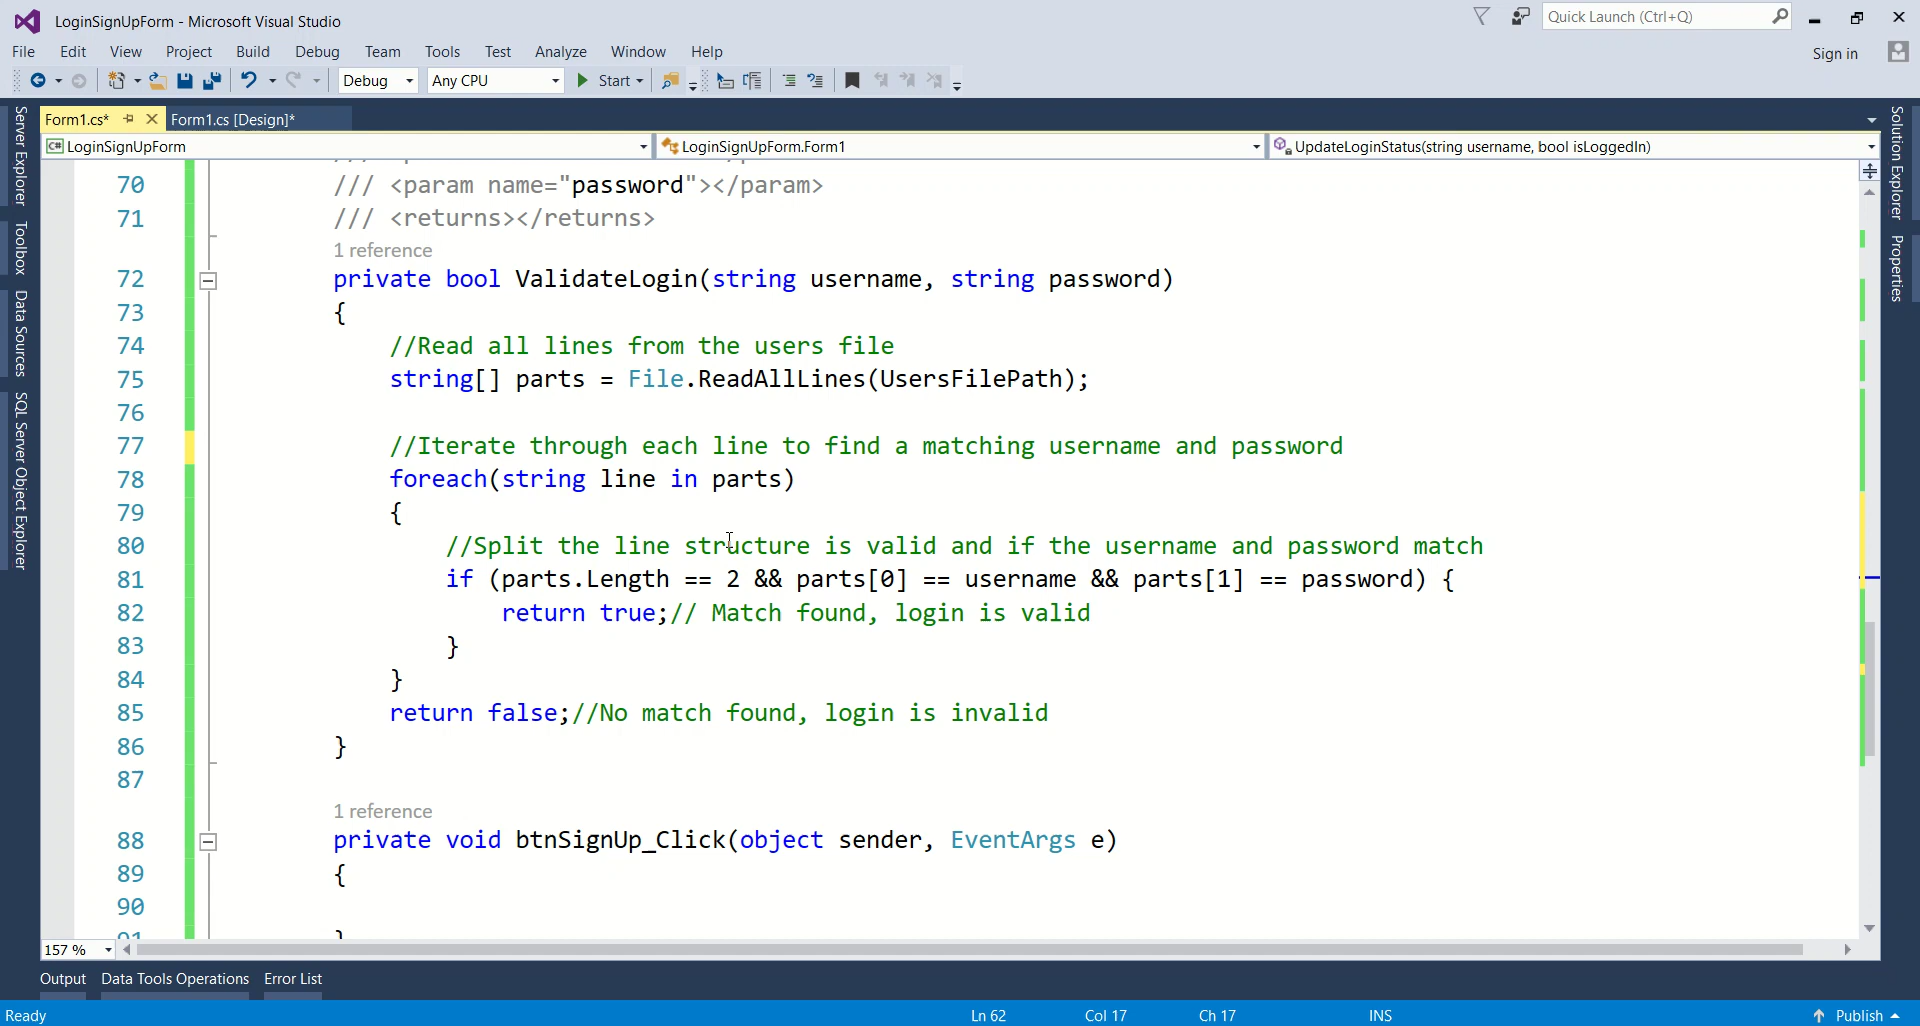 LoginSignUpForm - Microsoft Visual Studio
Quick Launch (Ctrl+Q)
File Edit View Project Build Debug Team Tools Test Analyze Window Help
Sign in
Debug Any CPU Start
Form1.cs* Form1.cs [Design]*
C# LoginSignUpForm LoginSignUpForm.Form1 UpdateLoginStatus(string username, bool isLoggedIn)
Server Explorer
Toolbox
Data Sources
SQL Server Object Explorer
Solution Explorer
Properties
70 /// <param name="password"></param>
71 /// <returns></returns>
1 reference
72 private bool ValidateLogin(string username, string password)
73 {
74 //Read all lines from the users file
75 string[] parts = File.ReadAllLines(UsersFilePath);
76
77 //Iterate through each line to find a matching username and password
78 foreach(string line in parts)
79 {
80 //Split the line structure is valid and if the username and password match
81 if (parts.Length == 2 && parts[0] == username && parts[1] == password) {
82 return true;// Match found, login is valid
83 }
84 }
85 return false;//No match found, login is invalid
86 }
87
1 reference
88 private void btnSignUp_Click(object sender, EventArgs e)
89 {
90
157 %
Output Data Tools Operations Error List
Ready Ln 62 Col 17 Ch 17 INS Publish